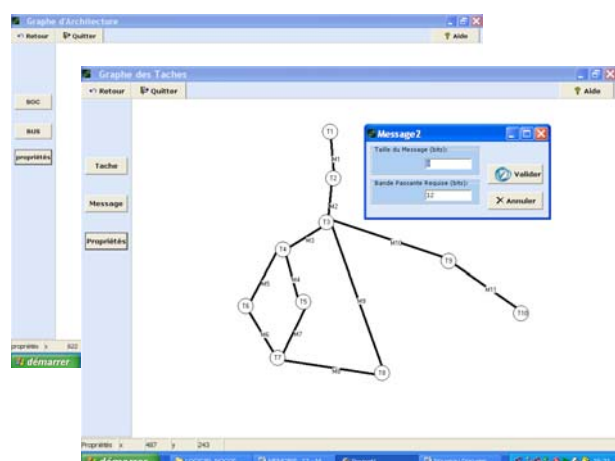 Graphe d'Architecture
Retour Quitter Aide
BOC
BUS
propriétés
propriétés x 822
démarrer
Graphe des Taches
Retour Quitter Aide
Tache
Message
Propriétés
T1
M1
T2
M2
T3
M3
M10
T4
T9
M5
M4
M9
M11
T6
T5
T10
M6
M7
T7
M8
T8
Message2
Taille du Message (bits):
Valider
Bande Passante Requise (bits):
12
Annuler
Propriétés x 487 y 243
démarrer